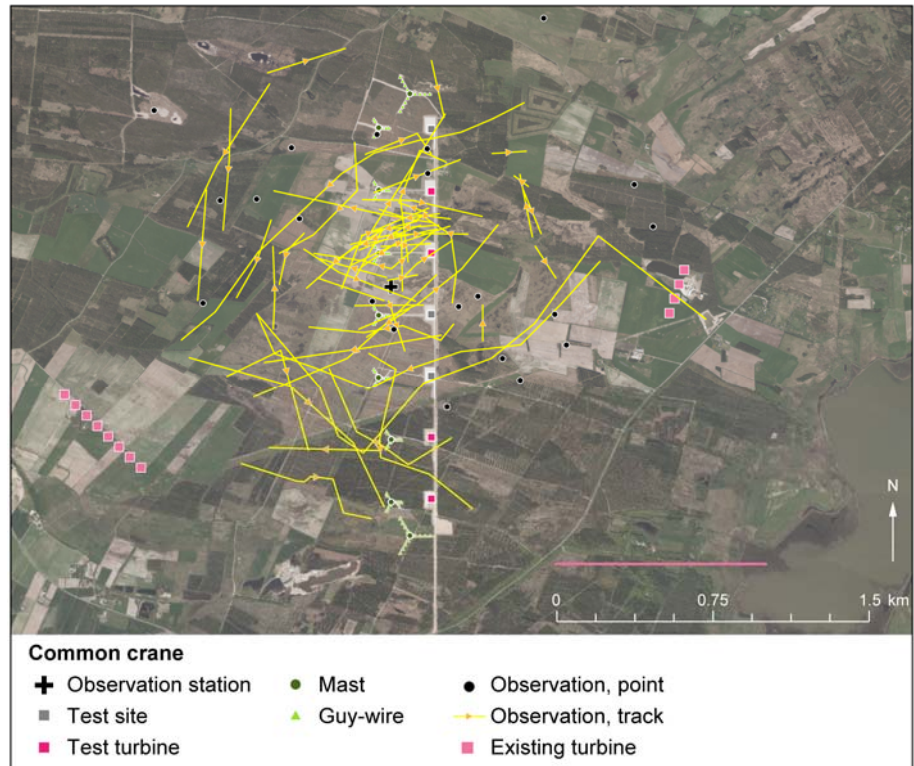 N
0 0.75 1.5 km
Common crane
Observation station Mast Observation, point
Test site Guy-wire Observation, track
Test turbine Existing turbine